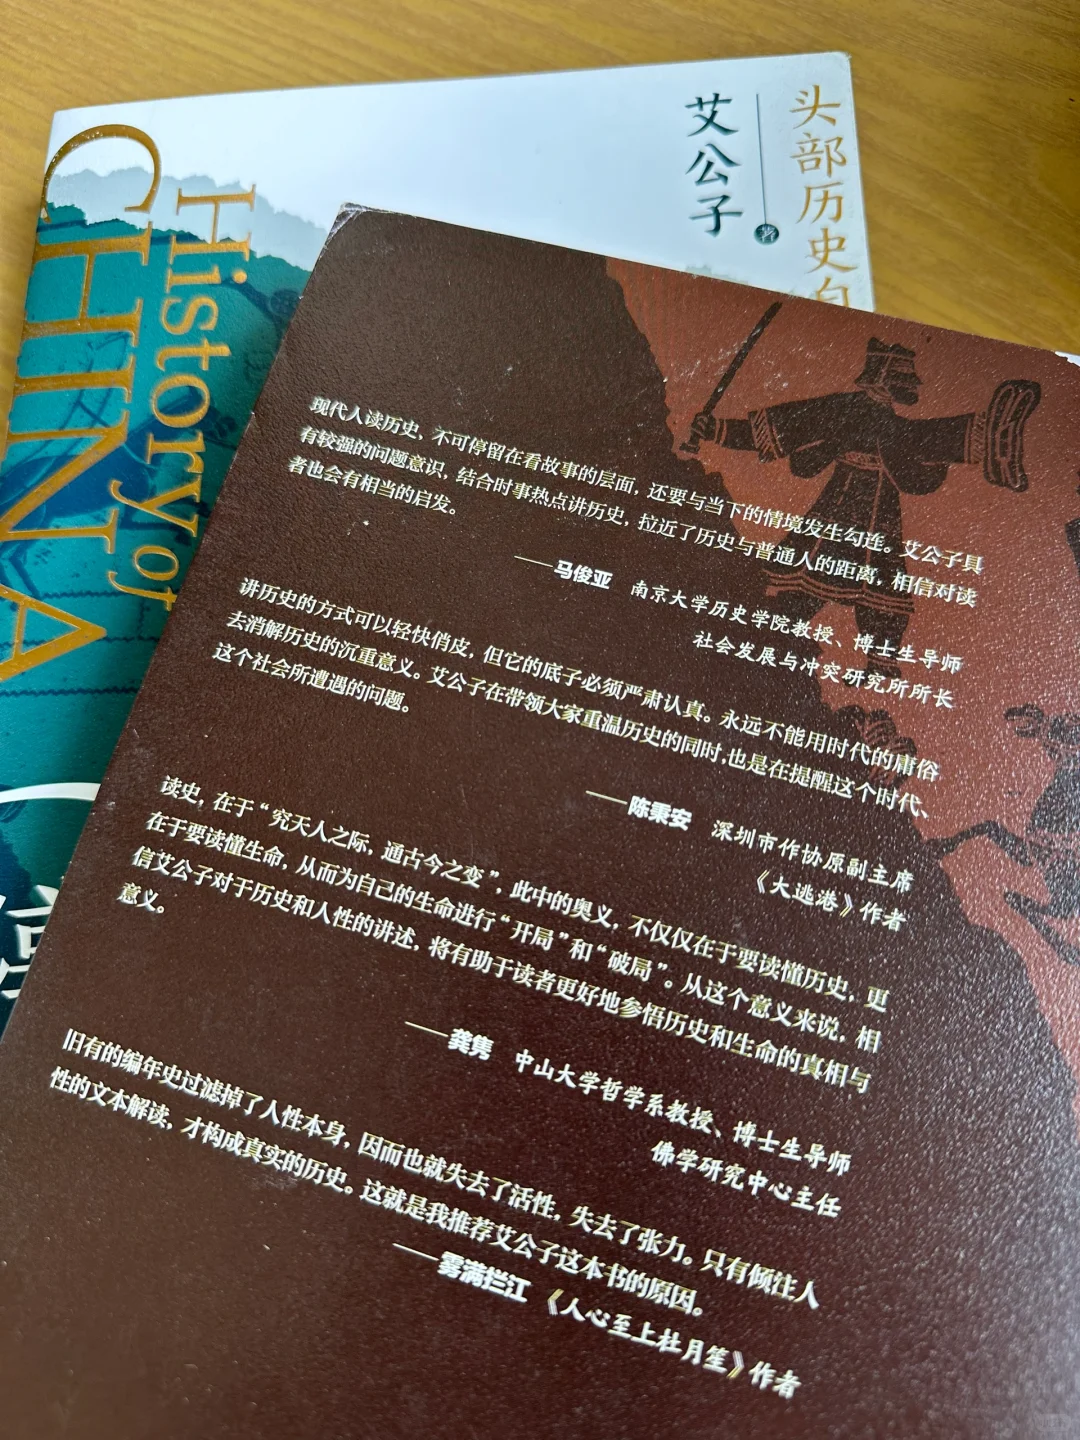 头部历史自
艾公子
著
History of
CHINA
现代人读历史，不可停留在看故事的层面，还要与当下的情境发生勾连。艾公子具
有较强的问题意识，结合时事热点讲历史，拉近了历史与普通人的距离，相信对读
者也会有相当的启发。
——马俊亚 南京大学历史学院教授、博士生导师
社会发展与冲突研究所所长
讲历史的方式可以轻快俏皮，但它的底子必须严肃认真。永远不能用时代的庸俗
去消解历史的沉重意义。艾公子在带领大家重温历史的同时，也是在提醒这个时代、
这个社会所遭遇的问题。
——陈秉安 深圳市作协原副主席
《大逃港》作者
读史，在于“究天人之际，通古今之变”，此中的奥义，不仅仅在于要读懂历史，更
在于要读懂生命，从而为自己的生命进行“开局”和“破局”。从这个意义来说，相
信艾公子对于历史和人性的讲述，将有助于读者更好地参悟历史和生命的真相与
意义。
——龚隽 中山大学哲学系教授、博士生导师
佛学研究中心主任
旧有的编年史过滤掉了人性本身，因而也就失去了活性，失去了张力。只有倾注人
性的文本解读，才构成真实的历史。这就是我推荐艾公子这本书的原因。
——雾满拦江 《人心至上杜月笙》作者